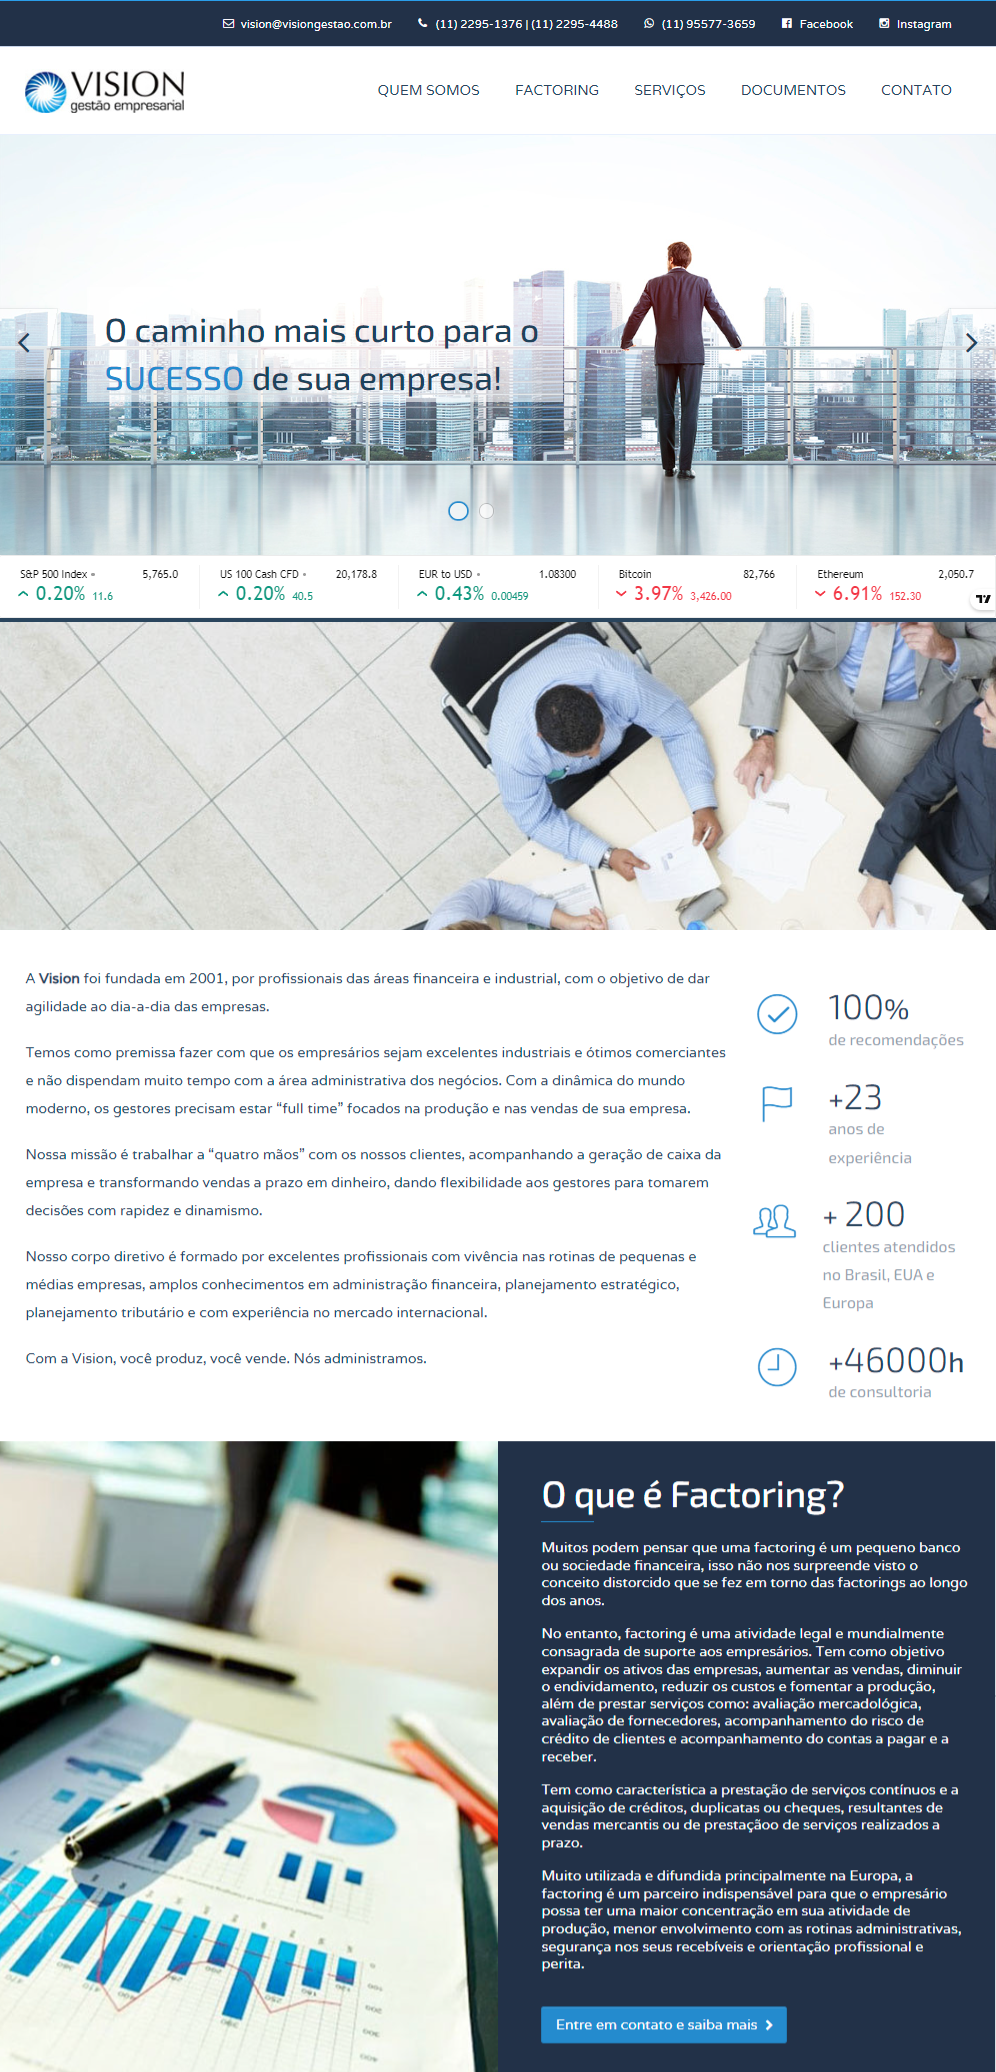 vision@visiongestao.com.br (11) 2295-1376 | (11) 2295-4488 (11) 95577-3659 Facebook Instagram
VISION
gestão empresarial
QUEM SOMOS FACTORING SERVIÇOS DOCUMENTOS CONTATO
O caminho mais curto para o
SUCESSO de sua empresa!
S&P 500 Index 5,765.0
0.20% 11.6
US 100 Cash CFD 20,178.8
0.20% 40.5
EUR to USD 1.08300
0.43% 0.00459
Bitcoin 82,766
3.97% 3,426.00
Ethereum 2,050.7
6.91% 152.30
A Vision foi fundada em 2001, por profissionais das áreas financeira e industrial, com o objetivo de dar
agilidade ao dia-a-dia das empresas.
Temos como premissa fazer com que os empresários sejam excelentes industriais e ótimos comerciantes
e não dispendam muito tempo com a área administrativa dos negócios. Com a dinâmica do mundo
moderno, os gestores precisam estar “full time” focados na produção e nas vendas de sua empresa.
Nossa missão é trabalhar a “quatro mãos” com os nossos clientes, acompanhando a geração de caixa da
empresa e transformando vendas a prazo em dinheiro, dando flexibilidade aos gestores para tomarem
decisões com rapidez e dinamismo.
Nosso corpo diretivo é formado por excelentes profissionais com vivência nas rotinas de pequenas e
médias empresas, amplos conhecimentos em administração financeira, planejamento estratégico,
planejamento tributário e com experiência no mercado internacional.
Com a Vision, você produz, você vende. Nós administramos.
100%
de recomendações
+23
anos de
experiência
+ 200
clientes atendidos
no Brasil, EUA e
Europa
+46000h
de consultoria
O que é Factoring?
Muitos podem pensar que uma factoring é um pequeno banco
ou sociedade financeira, isso não nos surpreende visto o
conceito distorcido que se fez em torno das factorings ao longo
dos anos.
No entanto, factoring é uma atividade legal e mundialmente
consagrada de suporte aos empresários. Tem como objetivo
expandir os ativos das empresas, aumentar as vendas, diminuir
o endividamento, reduzir os custos e fomentar a produção,
além de prestar serviços como: avaliação mercadológica,
avaliação de fornecedores, acompanhamento do risco de
crédito de clientes e acompanhamento do contas a pagar e a
receber.
Tem como característica a prestação de serviços contínuos e a
aquisição de créditos, duplicatas ou cheques, resultantes de
vendas mercantis ou de prestaçãoo de serviços realizados a
prazo.
Muito utilizada e difundida principalmente na Europa, a
factoring é um parceiro indispensável para que o empresário
possa ter uma maior concentração em sua atividade de
produção, menor envolvimento com as rotinas administrativas,
segurança nos seus recebíveis e orientação profissional e
perita.
Entre em contato e saiba mais